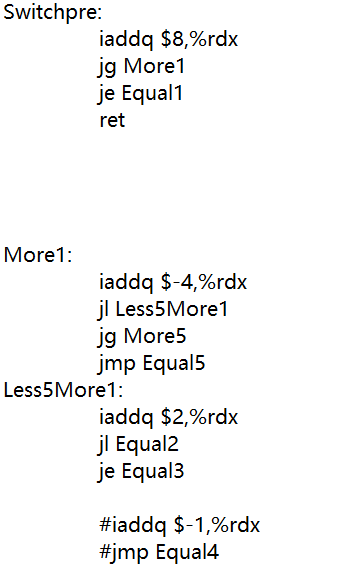 Switchpre:
iaddq $8,%rdx
jg More1
je Equal1
ret
More1:
iaddq $-4,%rdx
jl Less5More1
jg More5
jmp Equal5
Less5More1:
iaddq $2,%rdx
jl Equal2
je Equal3
#iaddq $-1,%rdx
#jmp Equal4